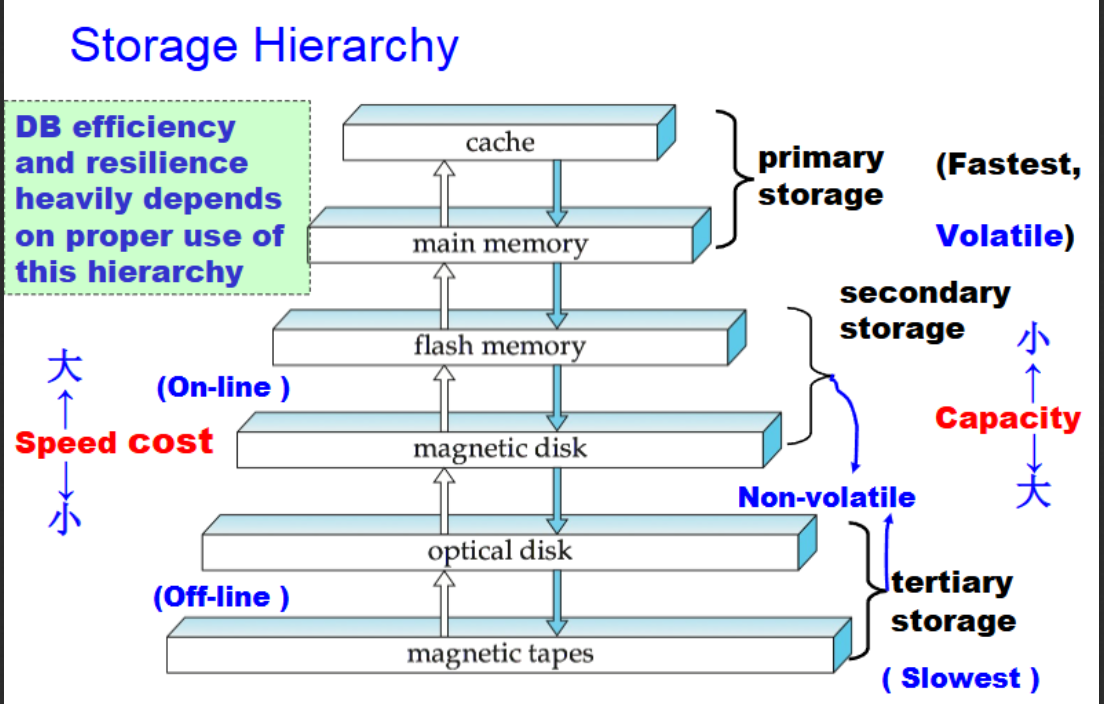 Storage Hierarchy
DB efficiency
and resilience
heavily depends
on proper use of
this hierarchy
cache
primary
storage
(Fastest,
Volatile)
main memory
secondary
storage
flash memory
(On-line )
大
Speed cost
小
小
Capacity
大
magnetic disk
Non-volatile
optical disk
(Off-line )
tertiary
storage
magnetic tapes
( Slowest )